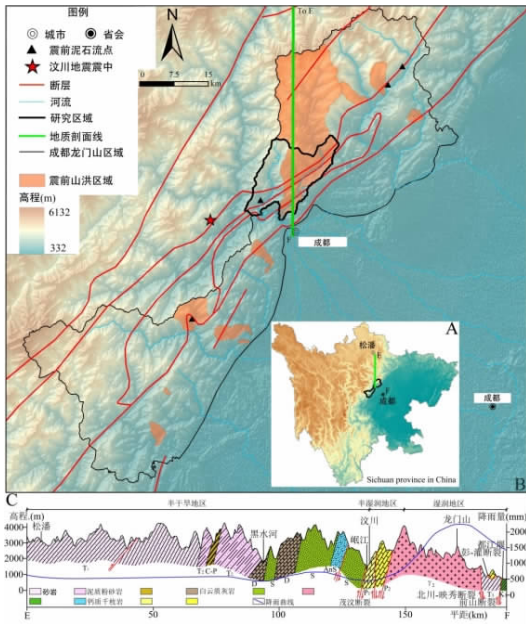 图例
城市 省会
震前泥石流点
汶川地震震中
断层
河流
研究区域
地质剖面线
成都龙门山区域
震前山洪区域
高程(m)
6132
332
N
0 7.5 15
km
To E
F
成都
A
松潘
E
F
成都
Sichuan province in China
成都
B
C
半干旱地区 半湿润地区 湿润地区
高程(m) 降雨量(mm)
松潘 黑水河 岷江 汶川 龙门山 都江堰
彭-灌断裂
4000
3000
2000
1000
0
2000
1500
1000
500
0
D S D S
茂汶断裂 北川-映秀断裂 前山断裂
砂岩 泥质粉砂岩 白云质灰岩
钙质千枚岩 降雨曲线
E 50 100 150 平距(km) F